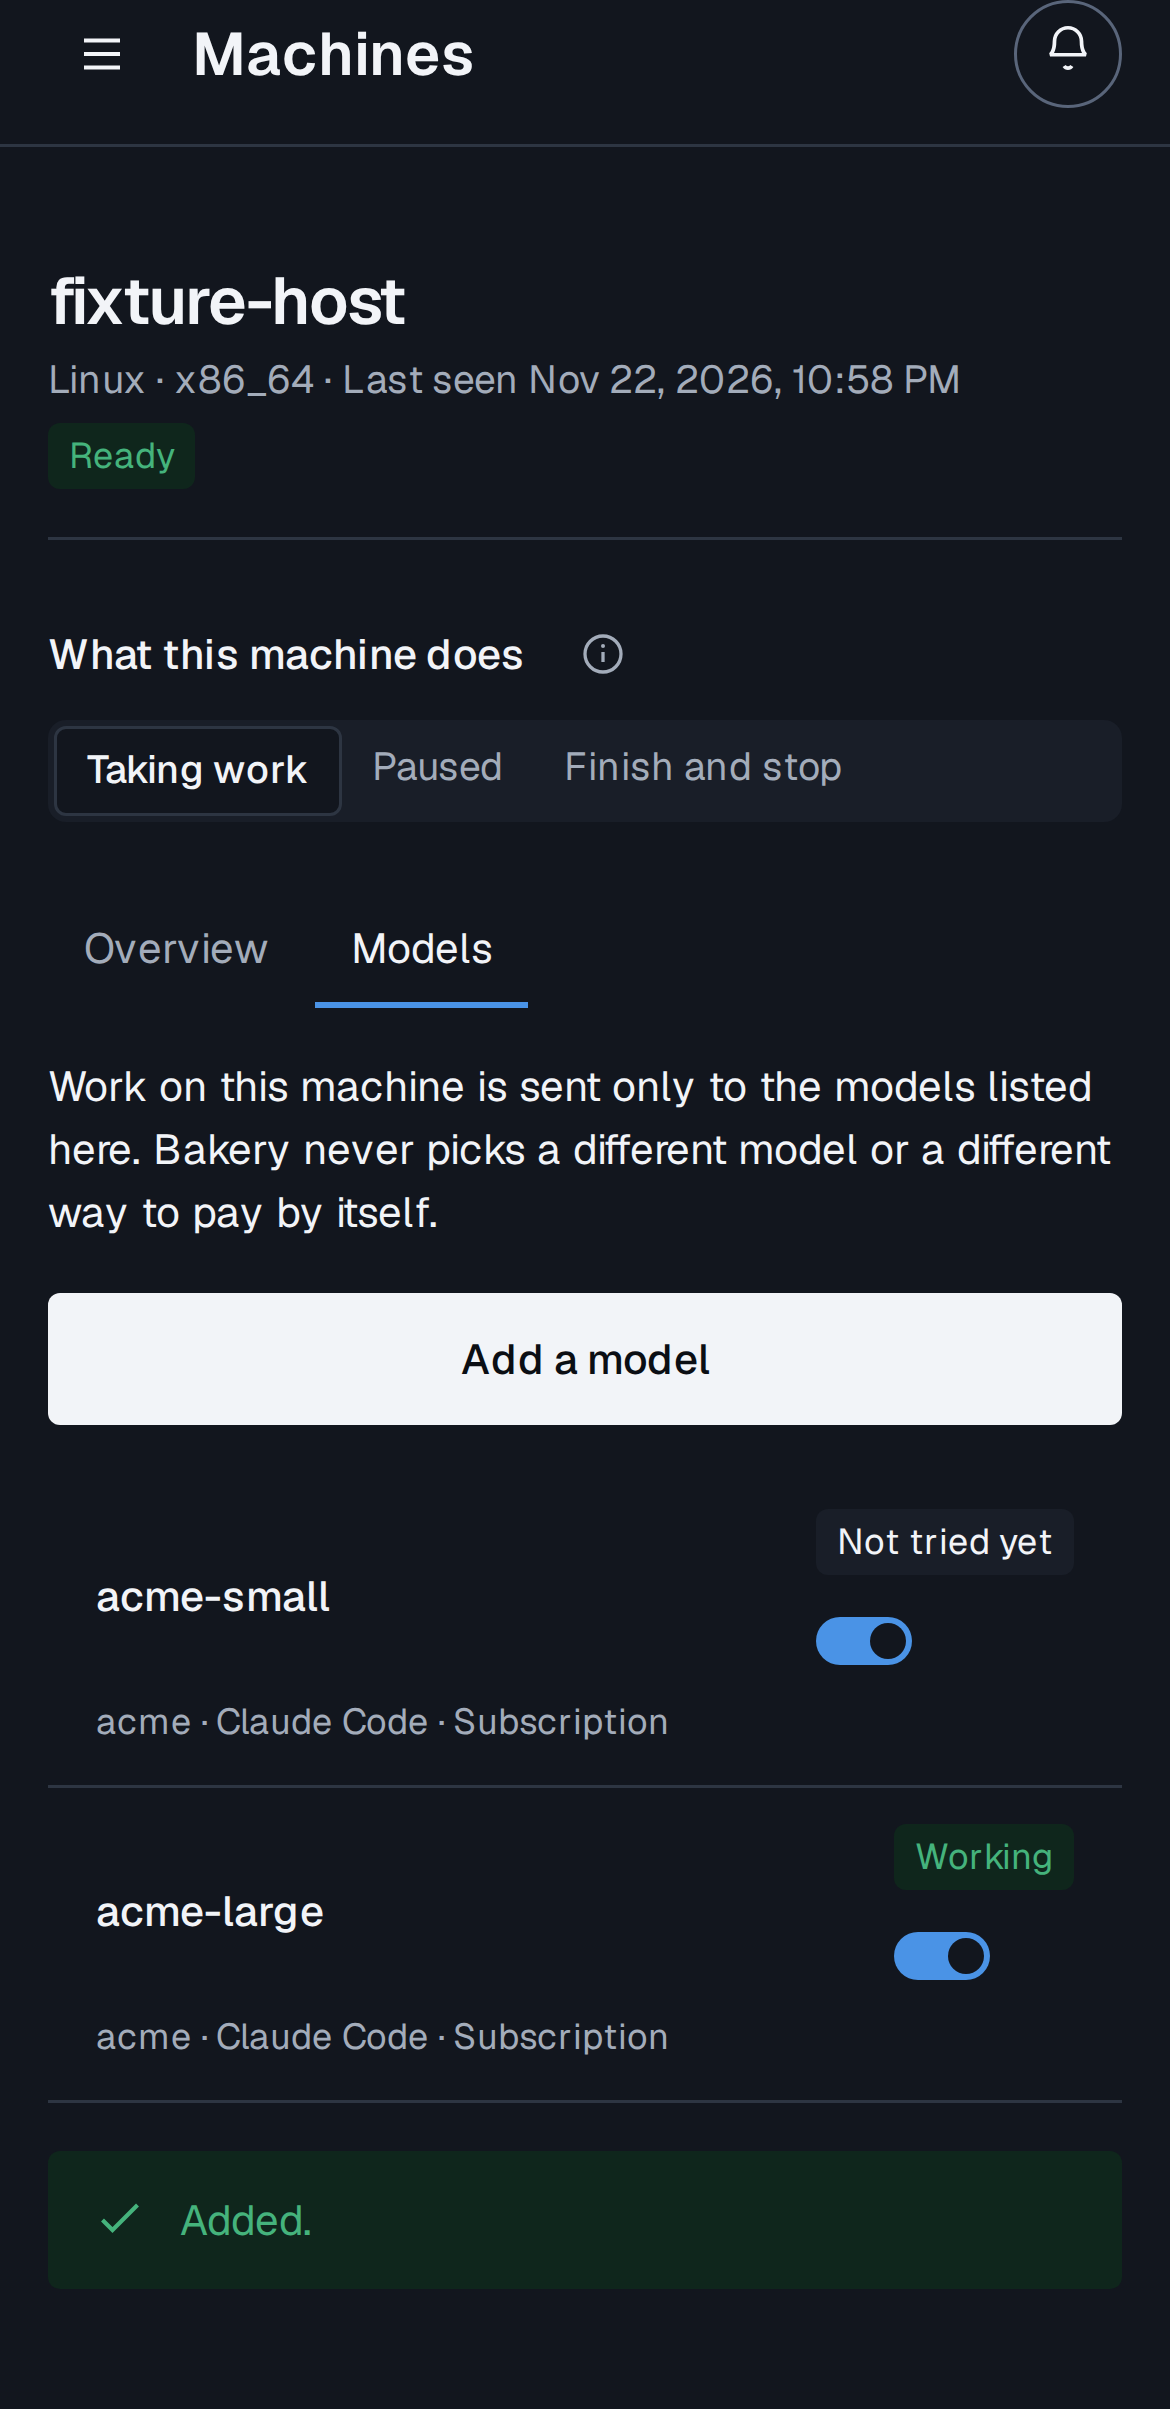 Machines
fixture-host
Linux · x86_64 · Last seen Nov 22, 2026, 10:58 PM
Ready
What this machine does
Taking work Paused Finish and stop
Overview Models
Work on this machine is sent only to the models listed
here. Bakery never picks a different model or a different
way to pay by itself.
Add a model
Not tried yet
acme-small
acme · Claude Code · Subscription
Working
acme-large
acme · Claude Code · Subscription
Added.